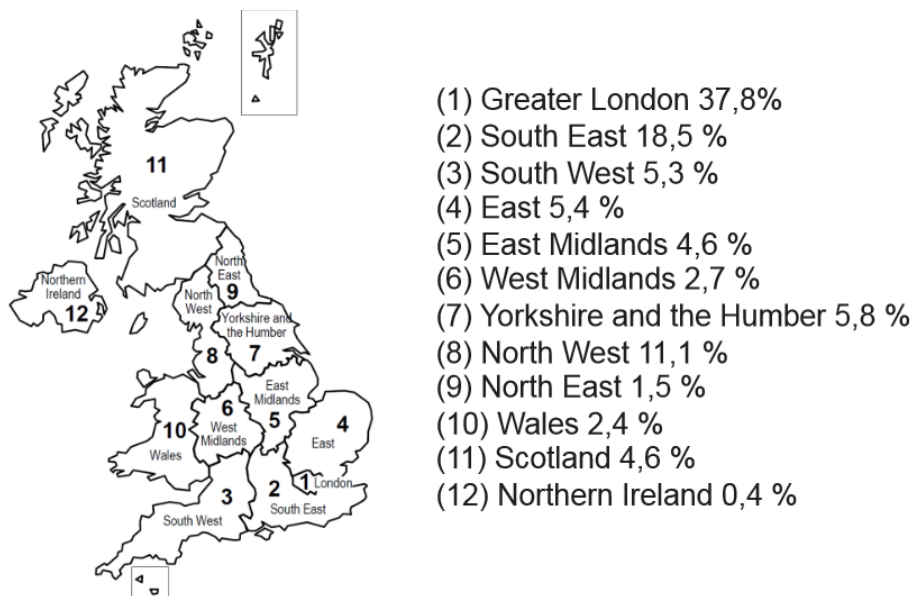 11
Scotland
Northern
Ireland
12
North
East
9
North
West
Yorkshire and
the Humber
7
8
East
Midlands
5
6
West
Midlands
10
Wales
4
East
1 London
2
South East
3
South West
(1) Greater London 37,8%
(2) South East 18,5 %
(3) South West 5,3 %
(4) East 5,4 %
(5) East Midlands 4,6 %
(6) West Midlands 2,7 %
(7) Yorkshire and the Humber 5,8 %
(8) North West 11,1 %
(9) North East 1,5 %
(10) Wales 2,4 %
(11) Scotland 4,6 %
(12) Northern Ireland 0,4 %